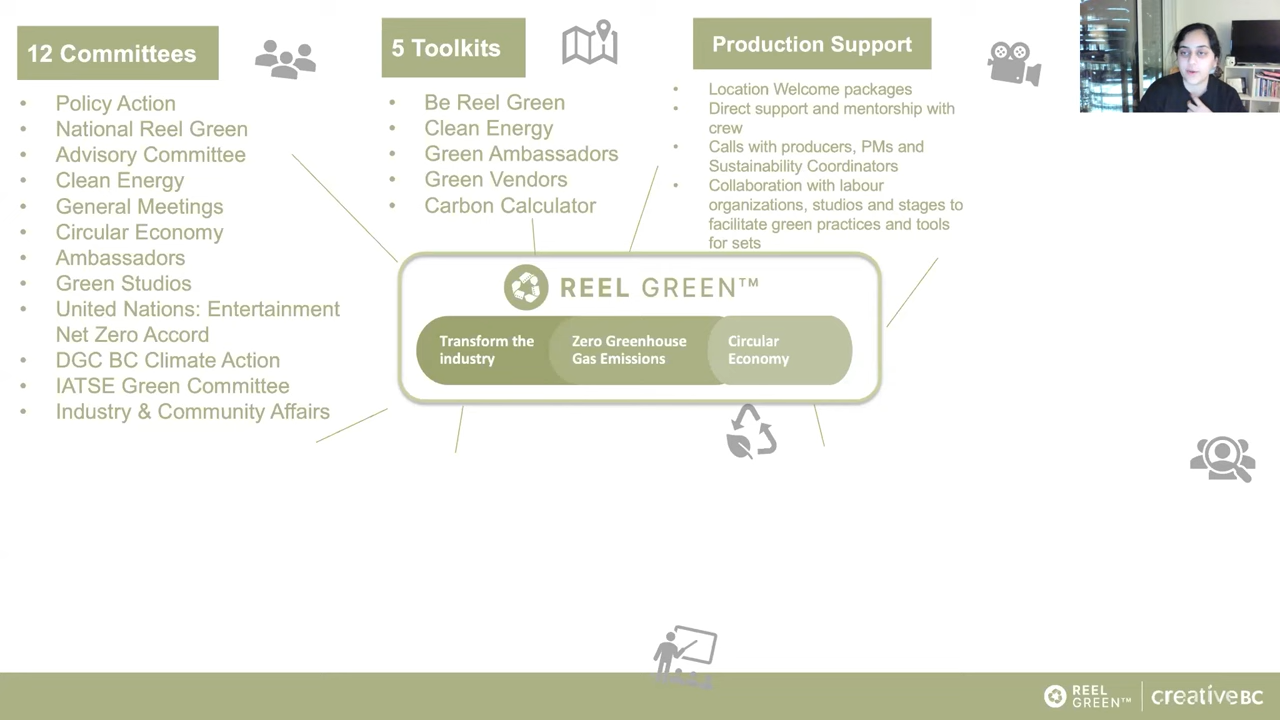 12 Committees
Policy Action
National Reel Green
Advisory Committee
Clean Energy
General Meetings
Circular Economy
Ambassadors
Green Studios
United Nations: Entertainment
Net Zero Accord
DGC BC Climate Action
IATSE Green Committee
Industry & Community Affairs
5 Toolkits
Be Reel Green
Clean Energy
Green Ambassadors
Green Vendors
Carbon Calculator
Production Support
Location Welcome packages
Direct support and mentorship with
crew
Calls with producers, PMs and
Sustainability Coordinators
Collaboration with labour
organizations, studios and stages to
facilitate green practices and tools
for sets
REEL GREEN™
Transform the
industry
Zero Greenhouse
Gas Emissions
Circular
Economy
REEL
GREEN™
creativeBC